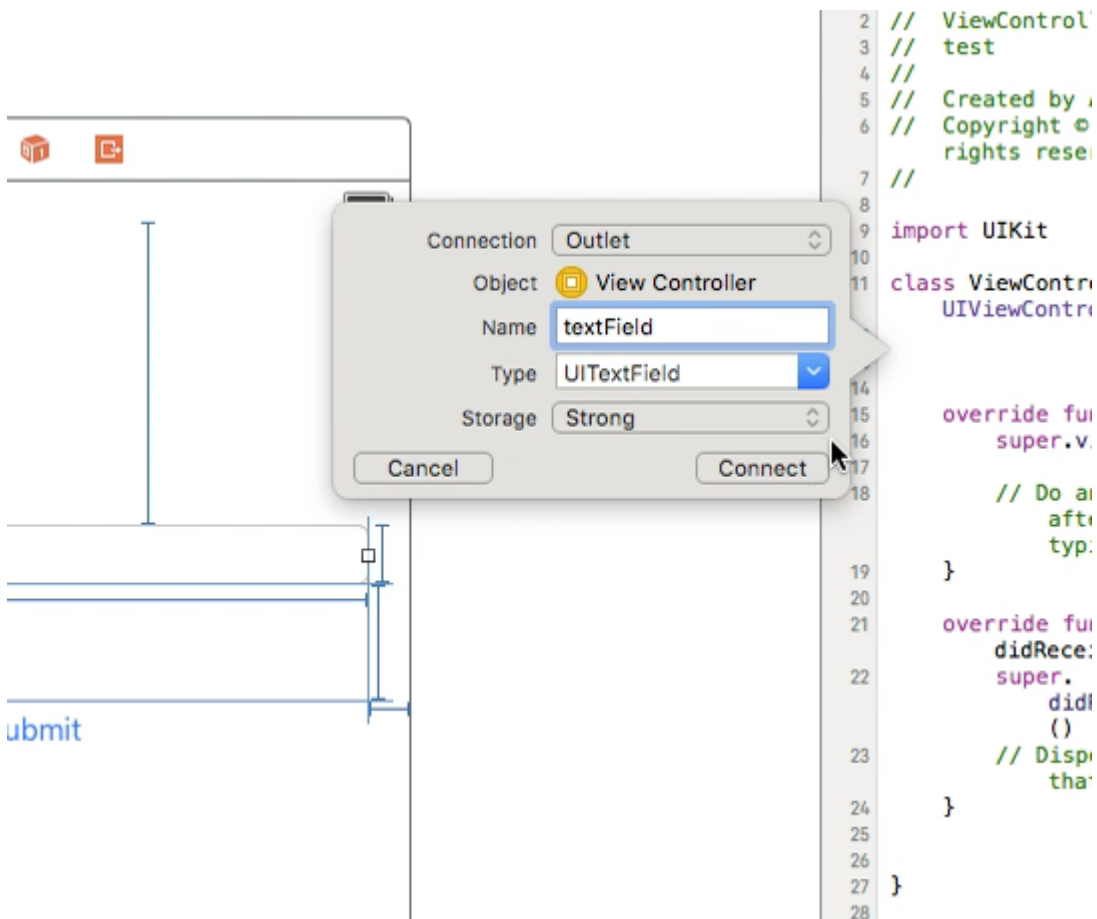 Connection Outlet
Object View Controller
Name textField
Type UITextField
Storage Strong
Cancel Connect
ubmit
2 // ViewControl
3 // test
4 //
5 // Created by
6 // Copyright ©
rights rese
7 //
8
9 import UIKit
10
11 class ViewContr
UIViewContr
14
15 override fu
16 super.v
17
18 // Do a
afte
typ
19 }
20
21 override fu
didRece
22 super.
did
()
23 // Disp
tha
24 }
25
26
27 }
28